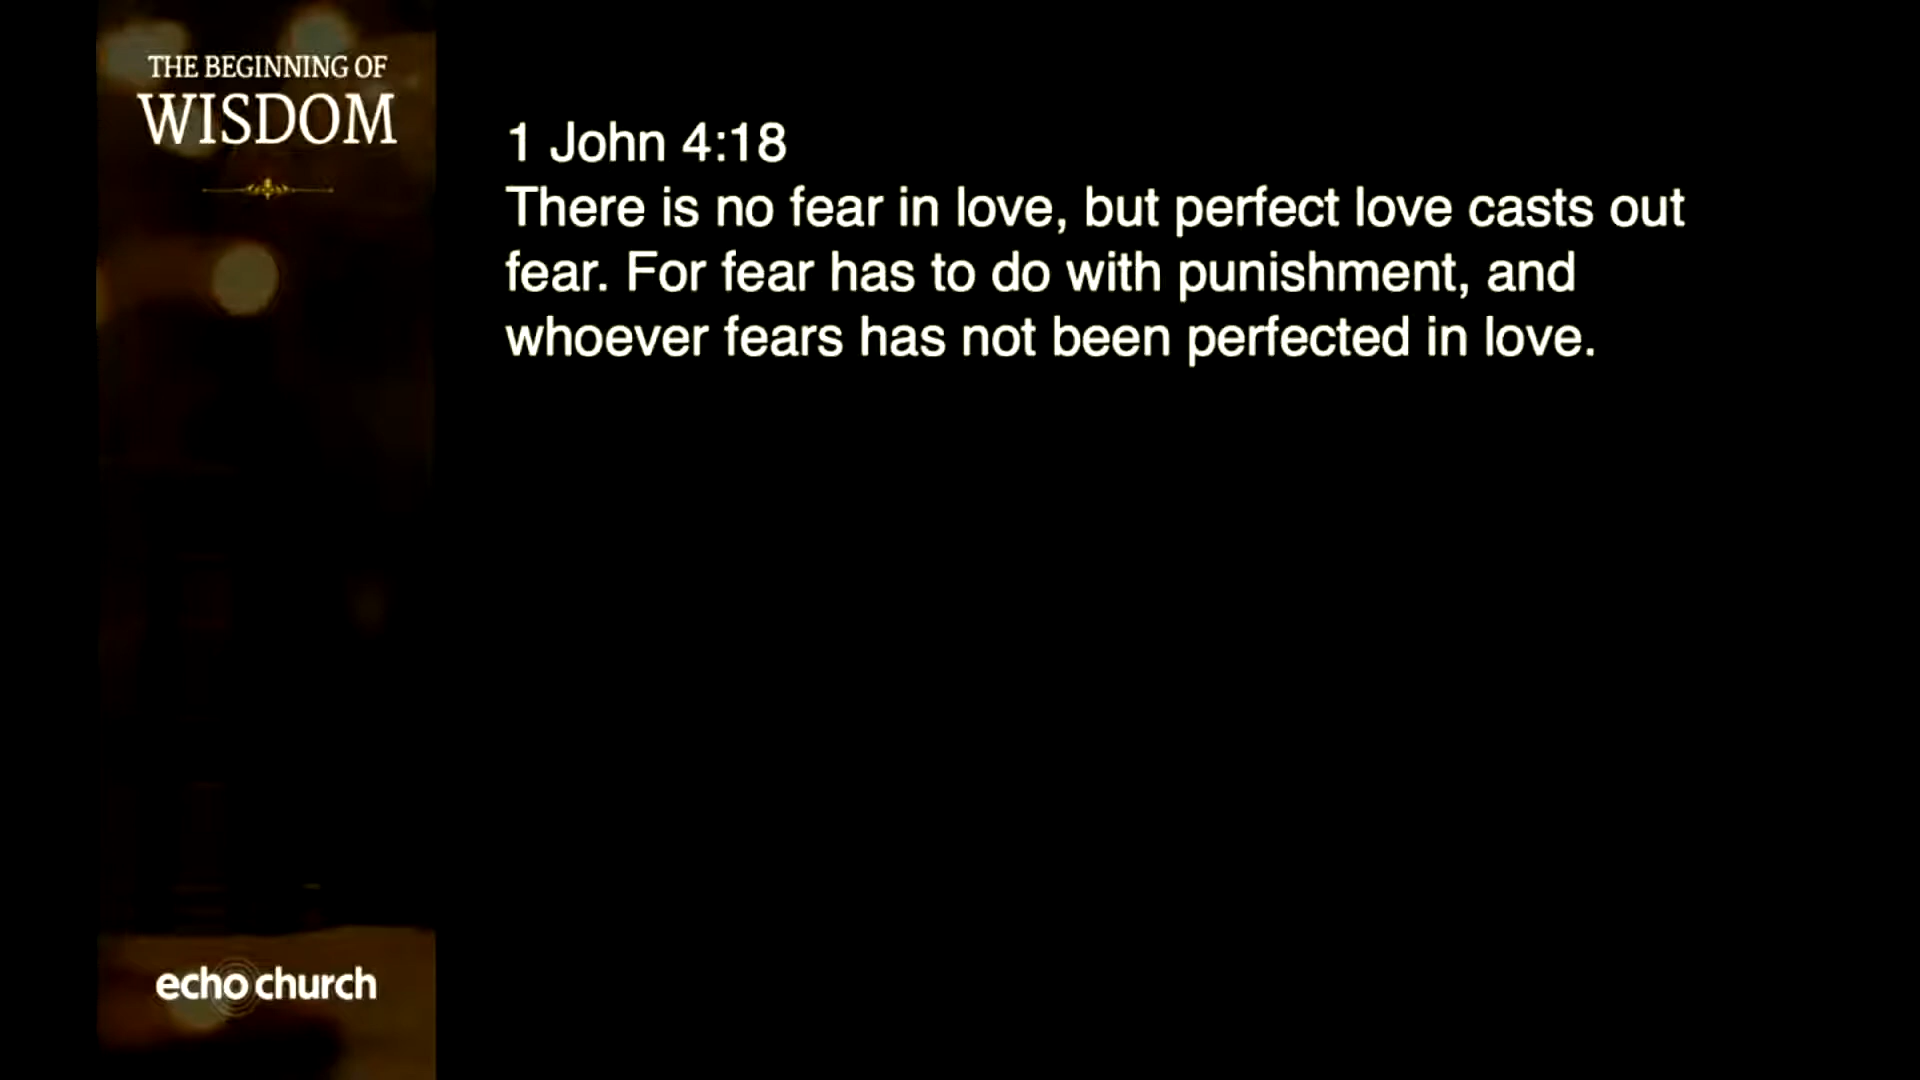 THE BEGINNING OF
WISDOM
1 John 4:18
There is no fear in love, but perfect love casts out
fear. For fear has to do with punishment, and
whoever fears has not been perfected in love.
echo church